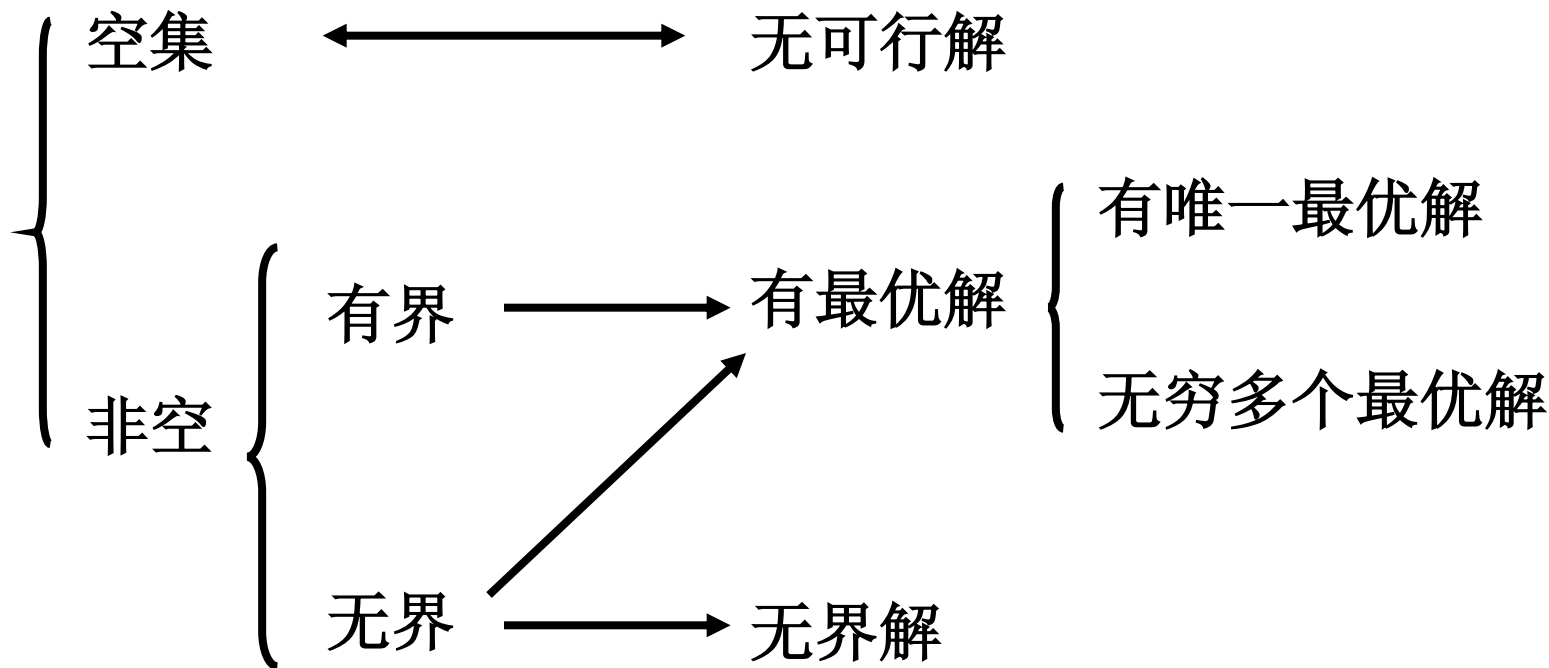 空集
无可行解
有唯一最优解
有界
有最优解
无穷多个最优解
非空
无界
无界解